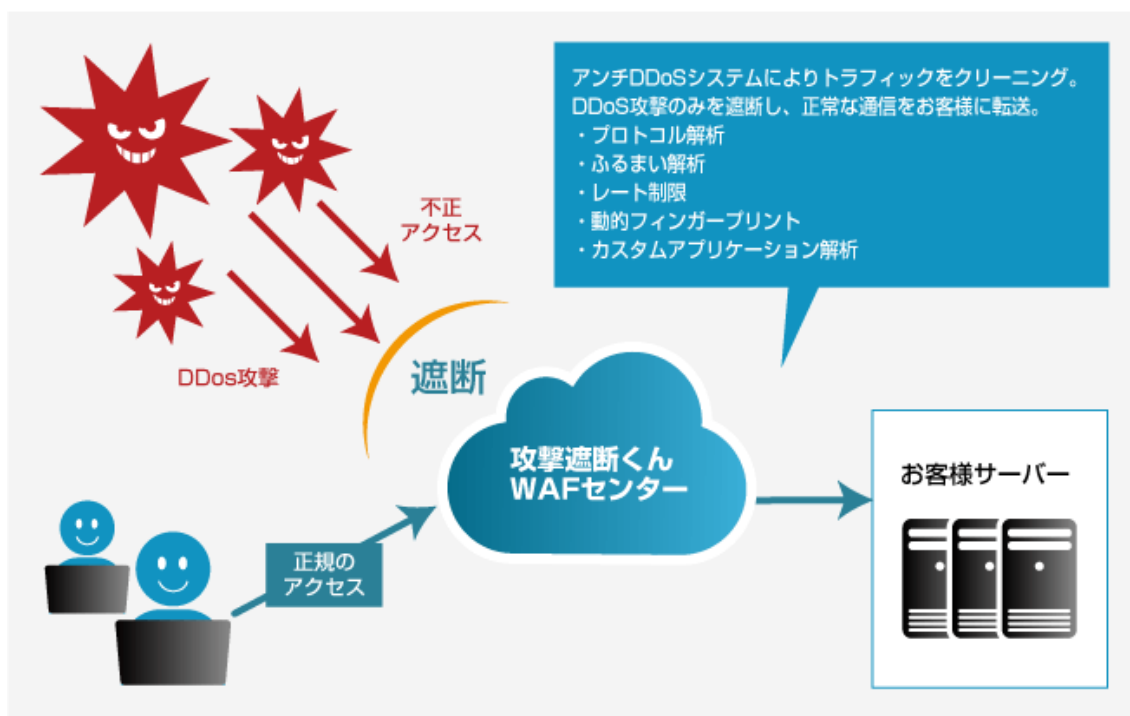 アンチDDoSシステムによりトラフィックをクリーニング。
DDoS攻撃のみを遮断し、正常な通信をお客様に転送。
・プロトコル解析
・ふるまい解析
・レート制限
・動的フィンガープリント
・カスタムアプリケーション解析
不正
アクセス
DDos攻撃
遮断
攻撃遮断くん
WAFセンター
お客様サーバー
正規の
アクセス